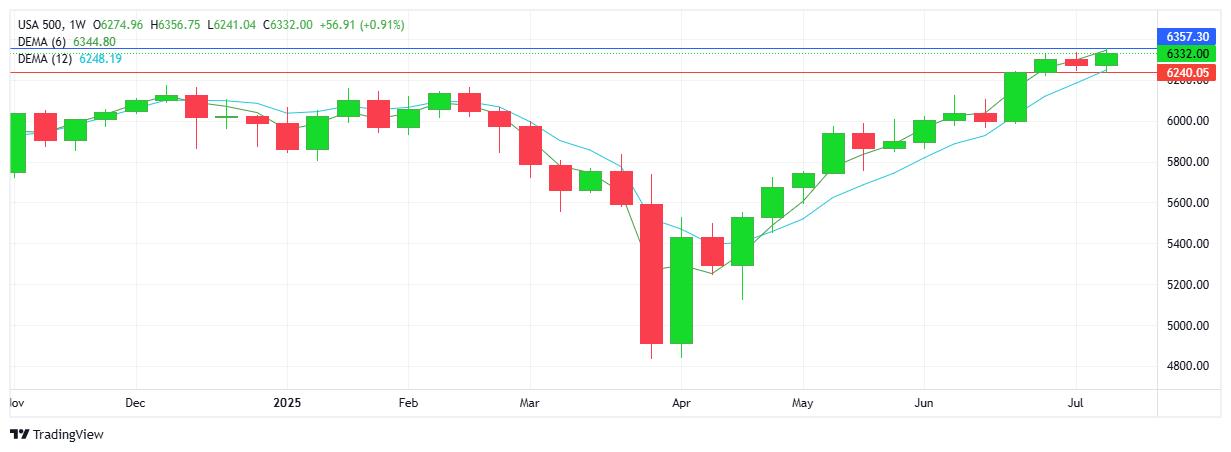 USA 500, 1W O6274.96 H6356.75 L6241.04 C6332.00 +56.91 (+0.91%)
DEMA (6) 6344.80
DEMA (12) 6248.19
6357.30
6332.00
6240.05
6000.00
5800.00
5600.00
5400.00
5200.00
5000.00
4800.00
ov Dec 2025 Feb Mar Apr May Jun Jul
TradingView